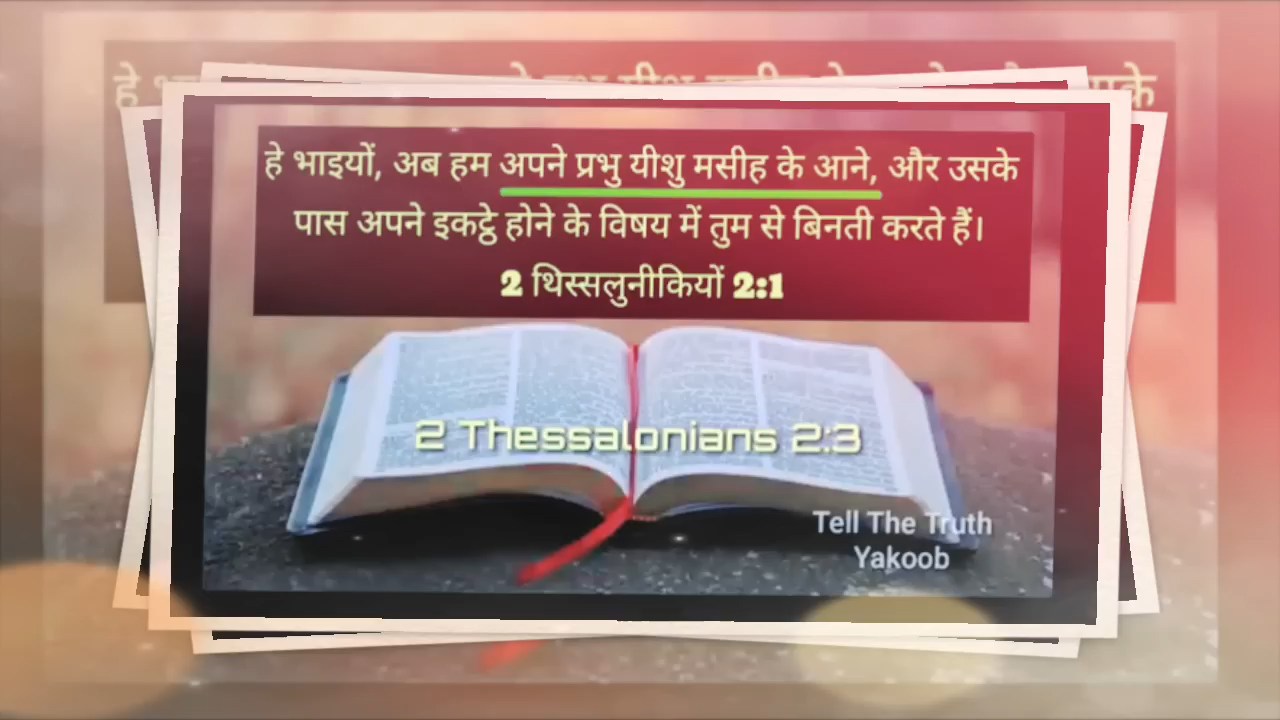 हे भाइयों, अब हम अपने प्रभु यीशु मसीह के आने, और उसके
पास अपने इकट्ठे होने के विषय में तुम से बिनती करते हैं।
2 थिस्सलुनीकियों 2:1
2 Thessalonians 2:3
Tell The Truth
Yakoob